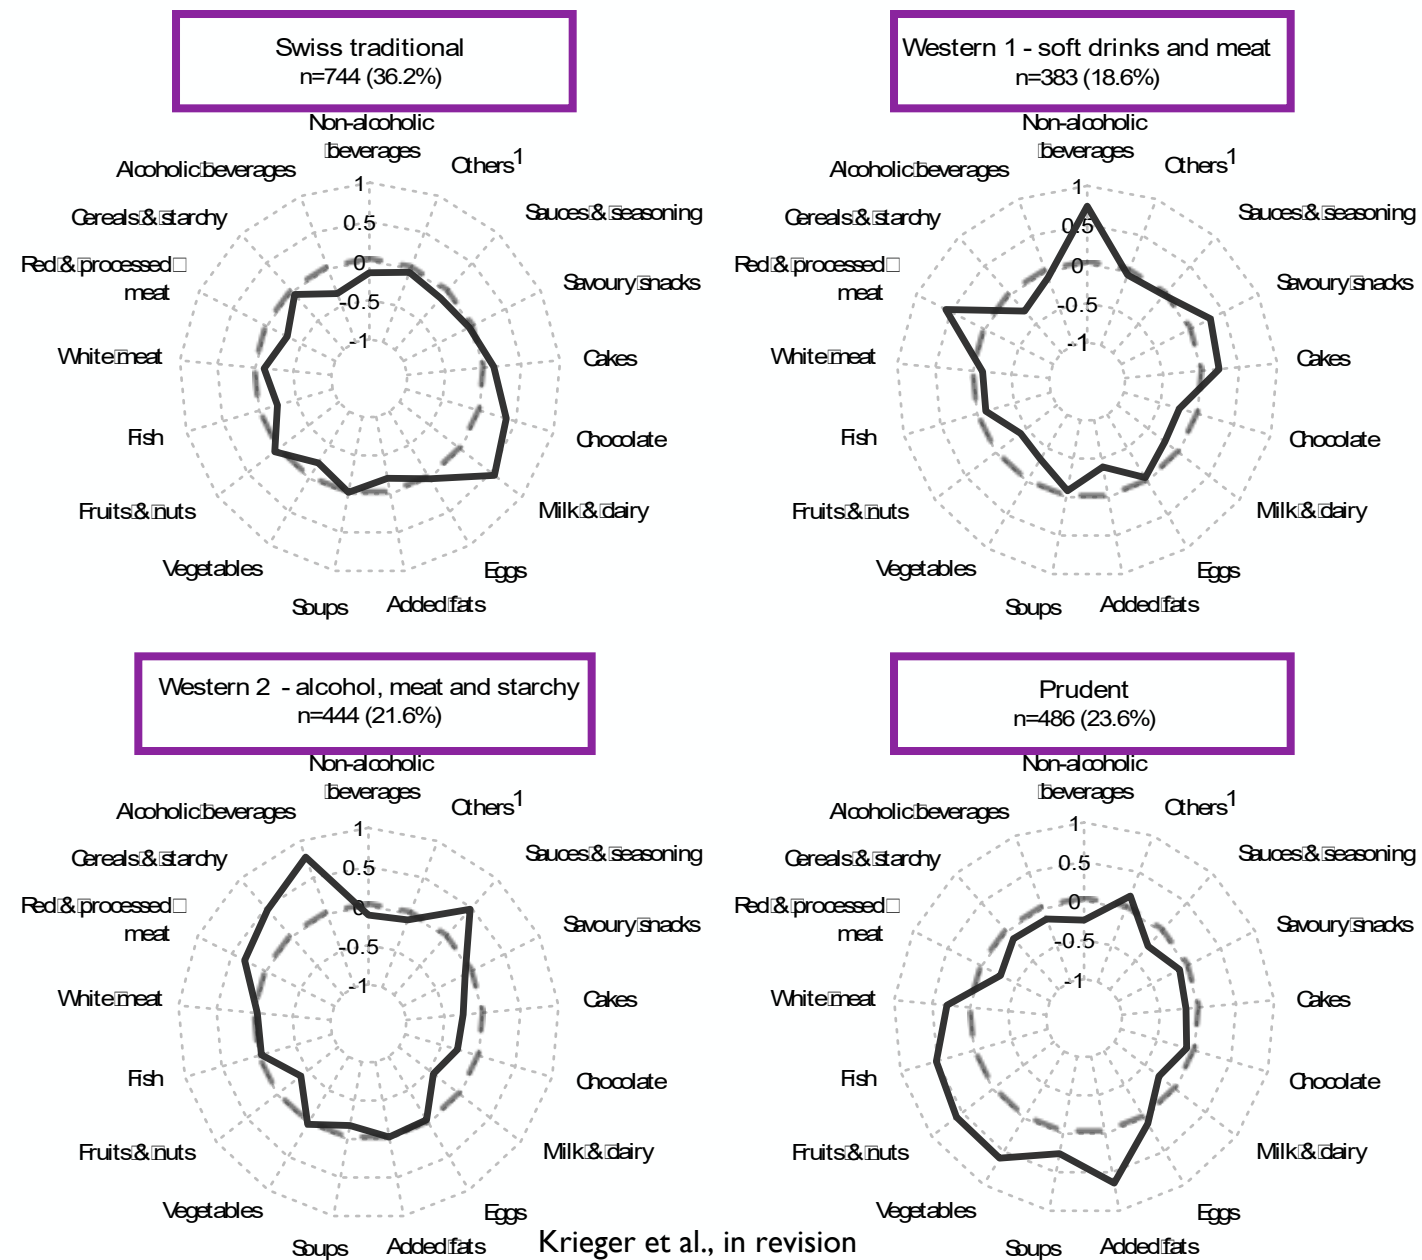 Swiss traditional
n=744 (36.2%)
Non-alcoholic
beverages
Others1
Sauces & seasoning
Savoury snacks
Cakes
Chocolate
Milk & dairy
Eggs
Added fats
Soups
Vegetables
Fruits & nuts
Fish
White meat
Red & processed
meat
Cereals & starchy
Alcoholic beverages
1
0.5
0
-0.5
-1
Western 1 - soft drinks and meat
n=383 (18.6%)
Non-alcoholic
beverages
Others1
Sauces & seasoning
Savoury snacks
Cakes
Chocolate
Milk & dairy
Eggs
Added fats
Soups
Vegetables
Fruits & nuts
Fish
White meat
Red & processed
meat
Cereals & starchy
1
0.5
0
-0.5
-1
Western 2 - alcohol, meat and starchy
n=444 (21.6%)
Non-alcoholic
beverages
Others1
Sauces & seasoning
Savoury snacks
Cakes
Chocolate
Milk & dairy
Eggs
Added fats
Soups
Vegetables
Fruits & nuts
Fish
White meat
Red & processed
meat
Cereals & starchy
Alcoholic beverages
1
0.5
0
-0.5
-1
Prudent
n=486 (23.6%)
Non-alcoholic
beverages
Others1
Sauces & seasoning
Savoury snacks
Cakes
Chocolate
Milk & dairy
Eggs
Added fats
Soups
Vegetables
Fruits & nuts
Fish
White meat
Red & processed
meat
Cereals & starchy
1
0.5
0
-0.5
-1
Krieger et al., in revision